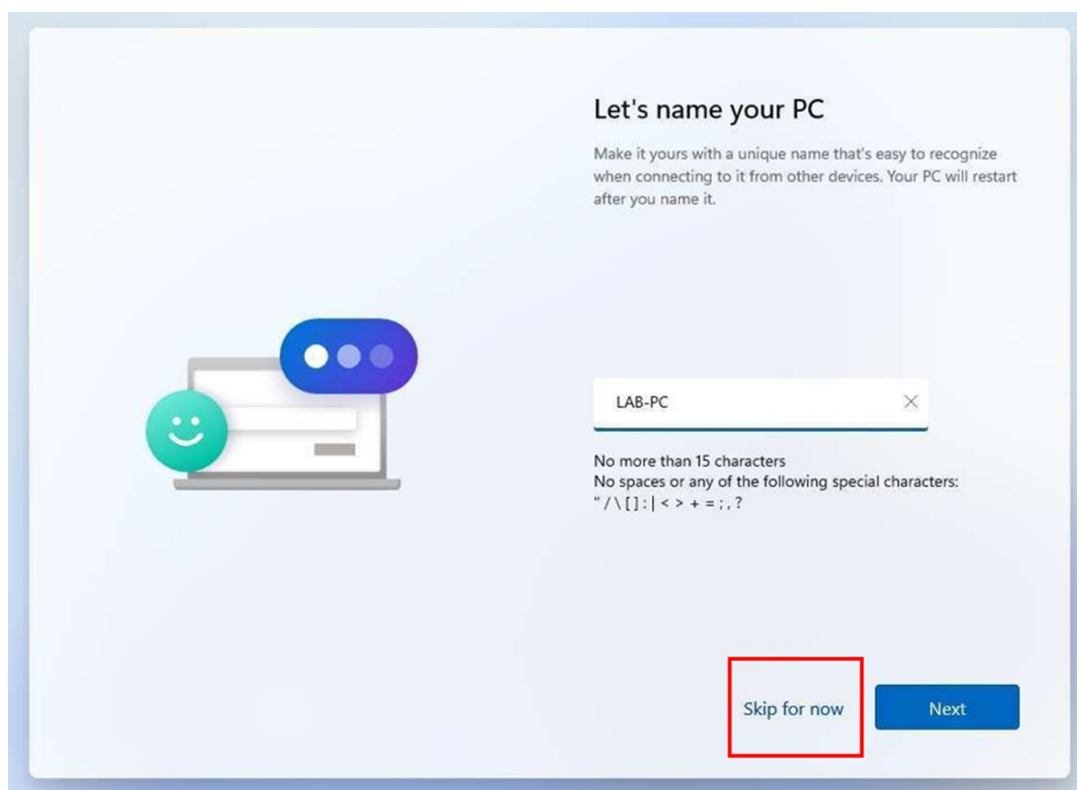 Let's name your PC
Make it yours with a unique name that's easy to recognize
when connecting to it from other devices. Your PC will restart
after you name it.
LAB-PC
No more than 15 characters
No spaces or any of the following special characters:
" / \ [ ] : | < > + = ; , ?
Skip for now
Next